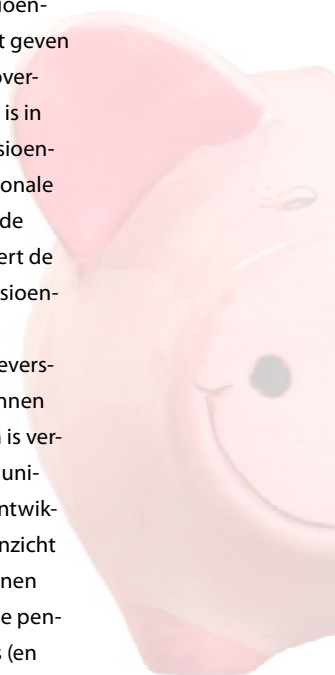 ioen-
t geven
over-
is in
sioen-
onale
de
ert de
sioen-
evers-
nnen
is ver-
uni-
ntwik-
nzicht
nen
e pen-
s (en